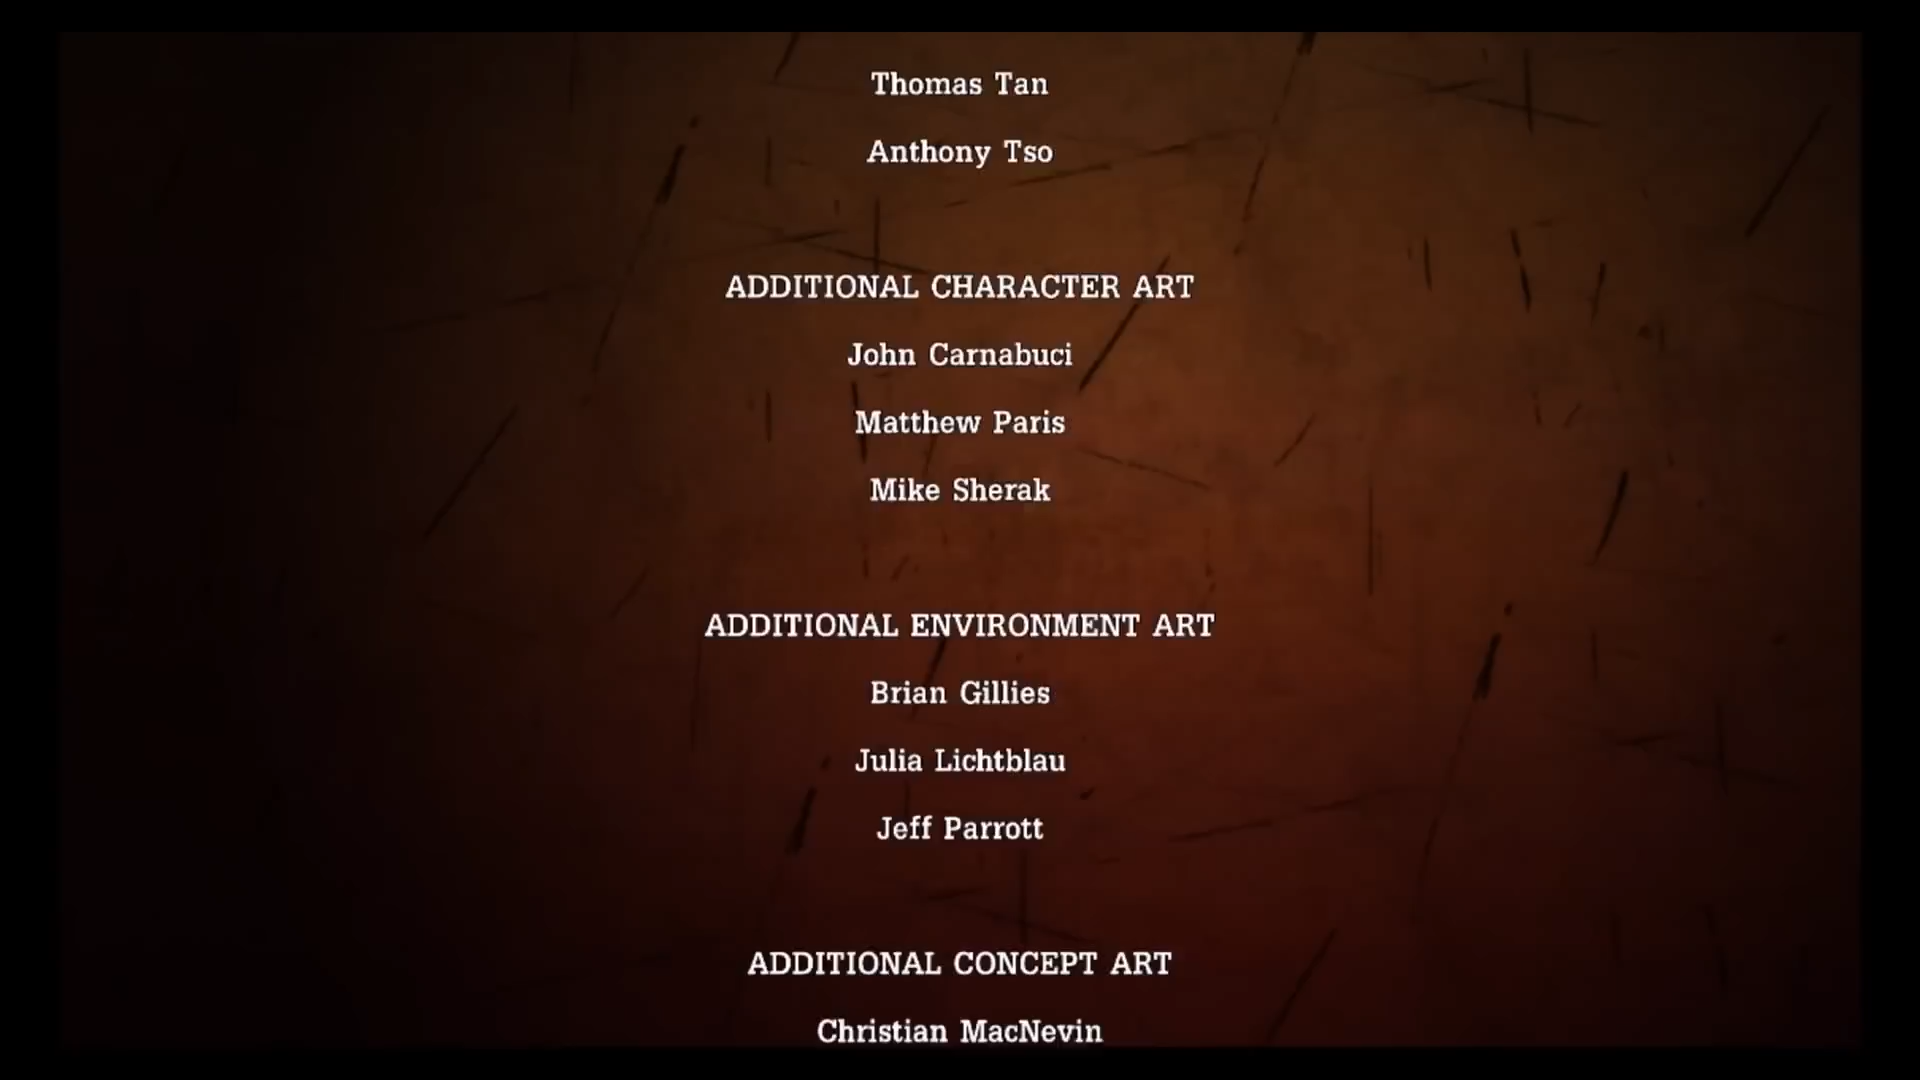 Thomas Tan
Anthony Tso
ADDITIONAL CHARACTER ART
John Carnabuci
Matthew Paris
Mike Sherak
ADDITIONAL ENVIRONMENT ART
Brian Gillies
Julia Lichtblau
Jeff Parrott
ADDITIONAL CONCEPT ART
Christian MacNevin